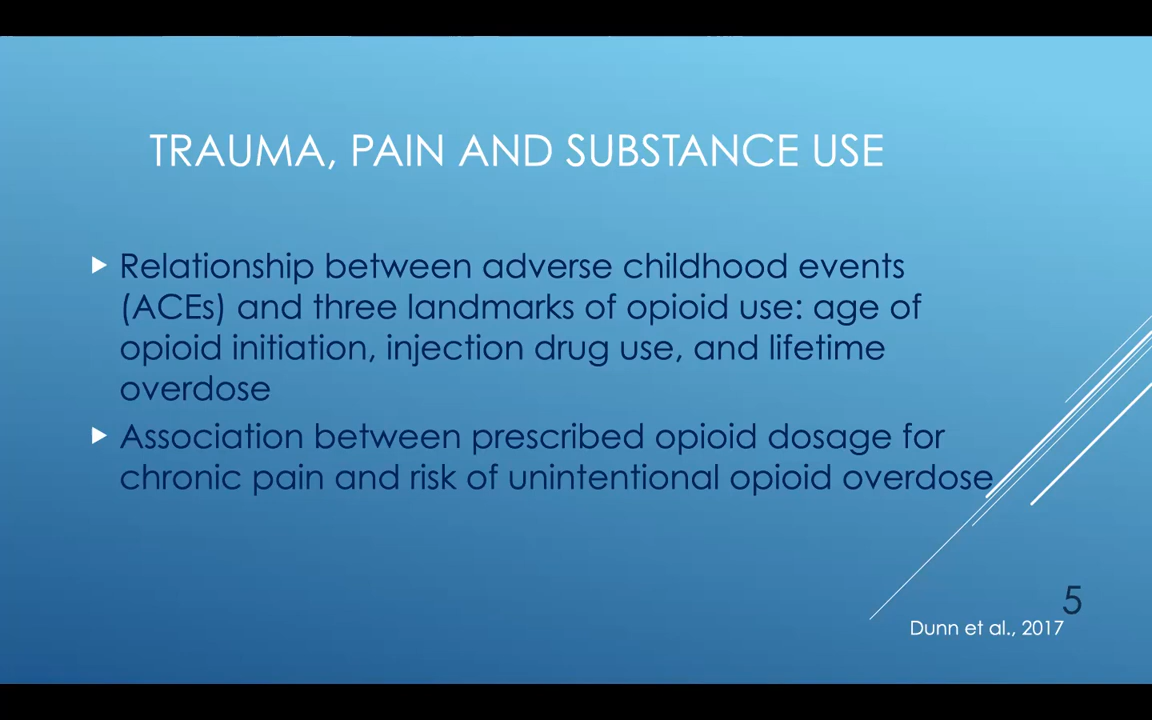 TRAUMA, PAIN AND SUBSTANCE USE
Relationship between adverse childhood events
(ACEs) and three landmarks of opioid use: age of
opioid initiation, injection drug use, and lifetime
overdose
Association between prescribed opioid dosage for
chronic pain and risk of unintentional opioid overdose
5
Dunn et al., 2017